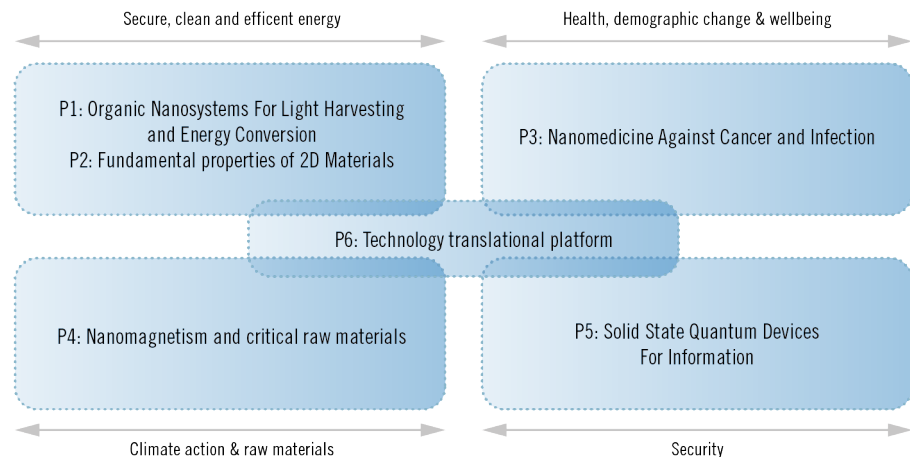 Secure, clean and efficent energy
Health, demographic change & wellbeing
P1: Organic Nanosystems For Light Harvesting
and Energy Conversion
P2: Fundamental properties of 2D Materials
P3: Nanomedicine Against Cancer and Infection
P6: Technology translational platform
P4: Nanomagnetism and critical raw materials
P5: Solid State Quantum Devices
For Information
Climate action & raw materials
Security